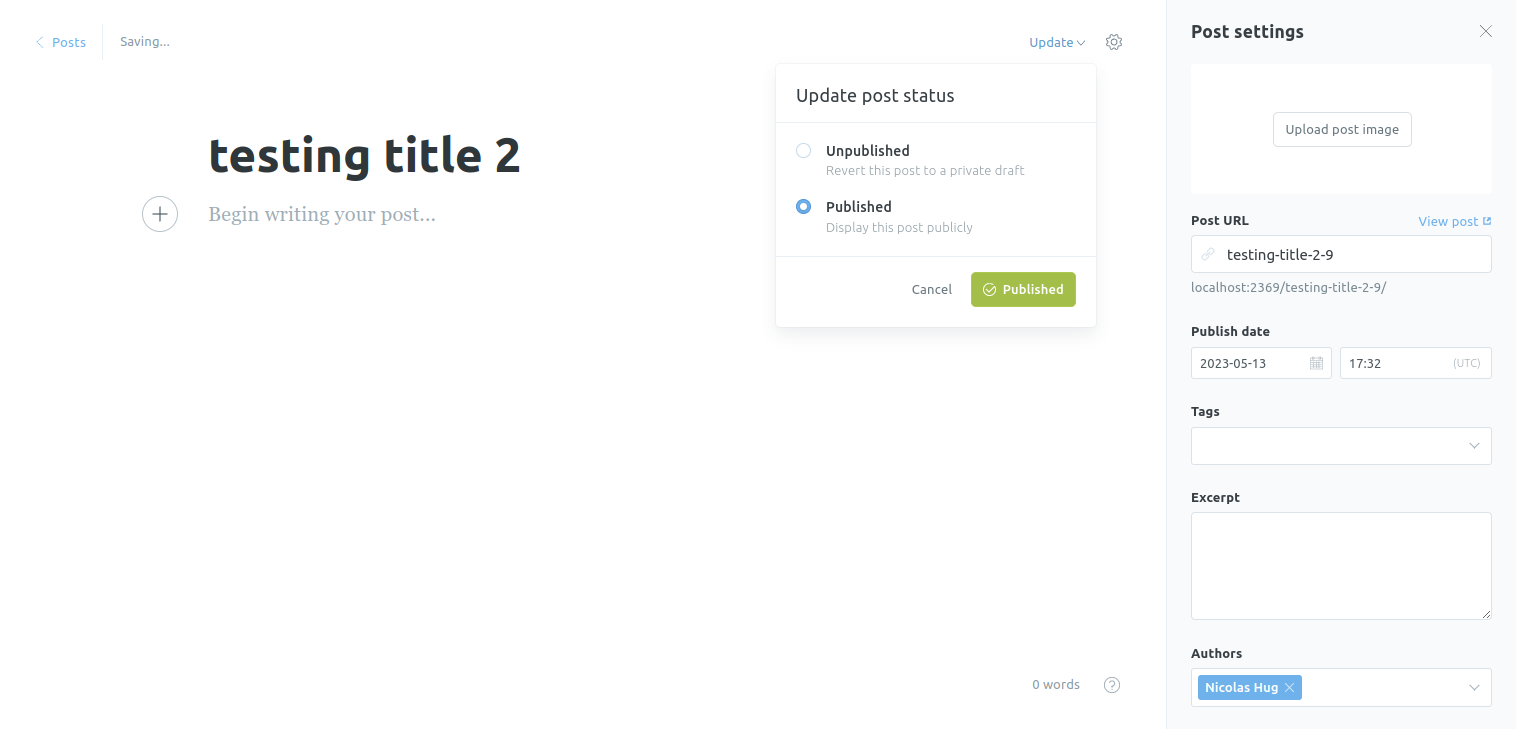 Posts
Saving...
Update
testing title 2
Begin writing your post...
Update post status
Unpublished
Revert this post to a private draft
Published
Display this post publicly
Cancel
Published
0 words
?
Post settings
Upload post image
Post URL
View post
testing-title-2-9
localhost:2369/testing-title-2-9/
Publish date
2023-05-13
17:32
(UTC)
Tags
Excerpt
Authors
Nicolas Hug